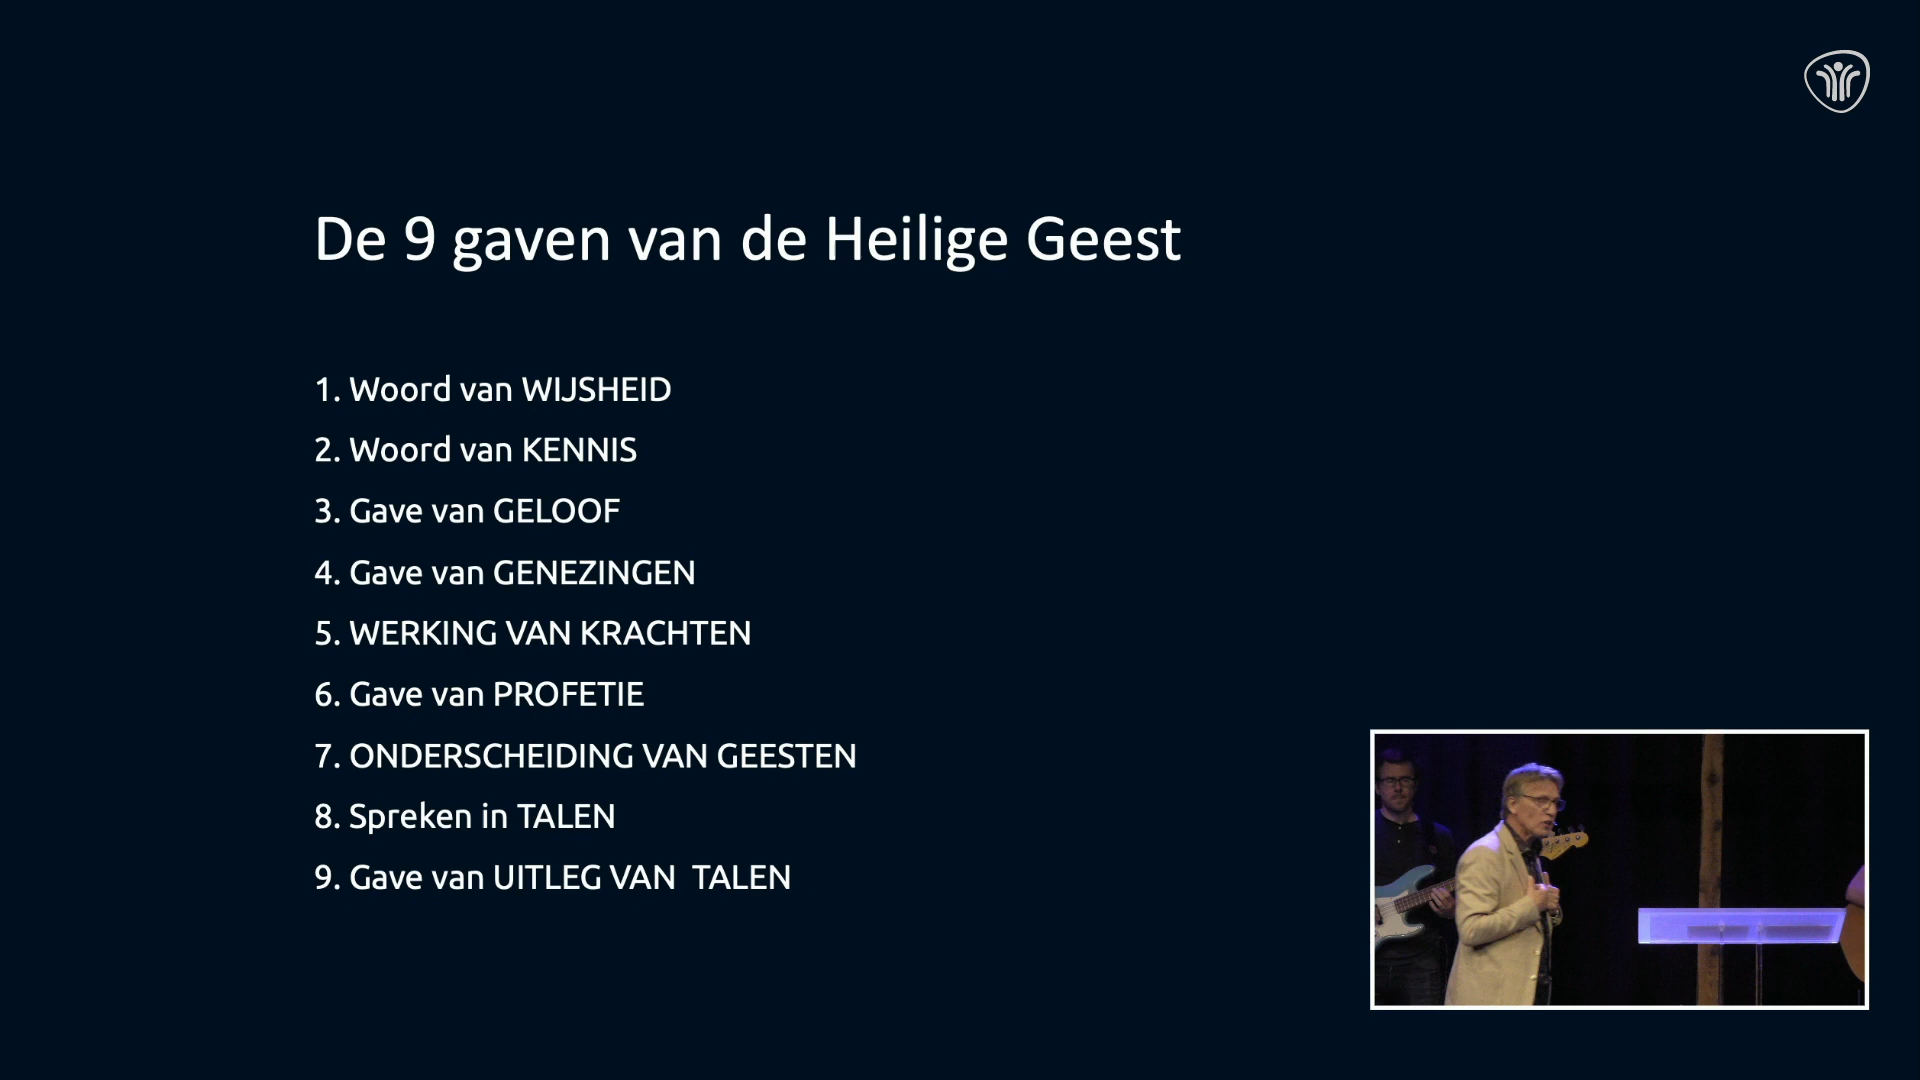 De 9 gaven van de Heilige Geest
1. Woord van WIJSHEID
2. Woord van KENNIS
3. Gave van GELOOF
4. Gave van GENEZINGEN
5. WERKING VAN KRACHTEN
6. Gave van PROFETIE
7. ONDERSCHEIDING VAN GEESTEN
8. Spreken in TALEN
9. Gave van UITLEG VAN  TALEN